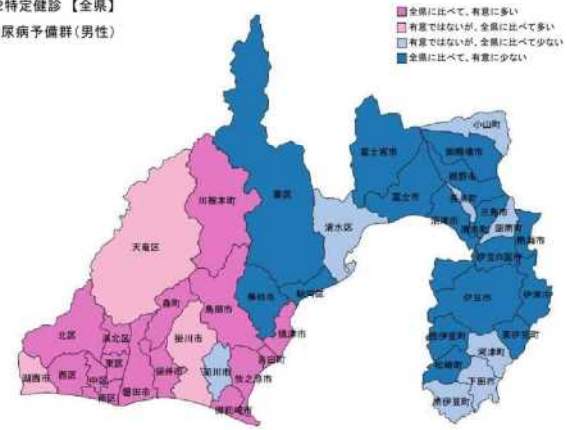 2特定健診 【全県】
尿病予備群(男性)
全県に比べて、有意に多い
有意ではないが、全県に比べて多い
有意ではないが、全県に比べて少ない
全県に比べて、有意に少ない
小山町
富士宮市
御殿場市
裾野市
川根本町
葵区
富士市
長泉町
三島市
清水区
沼津市
清水町
函南町
熱海市
天竜区
伊豆の国市
伊豆市
伊東市
藤枝市
駿河区
森町
島田市
焼津市
北区
浜北区
掛川市
西伊豆町
東伊豆町
河津町
吉田町
東区
菊川市
松崎町
湖西市
西区
中区
袋井市
牧之原市
下田市
南区
磐田市
御前崎市
南伊豆町